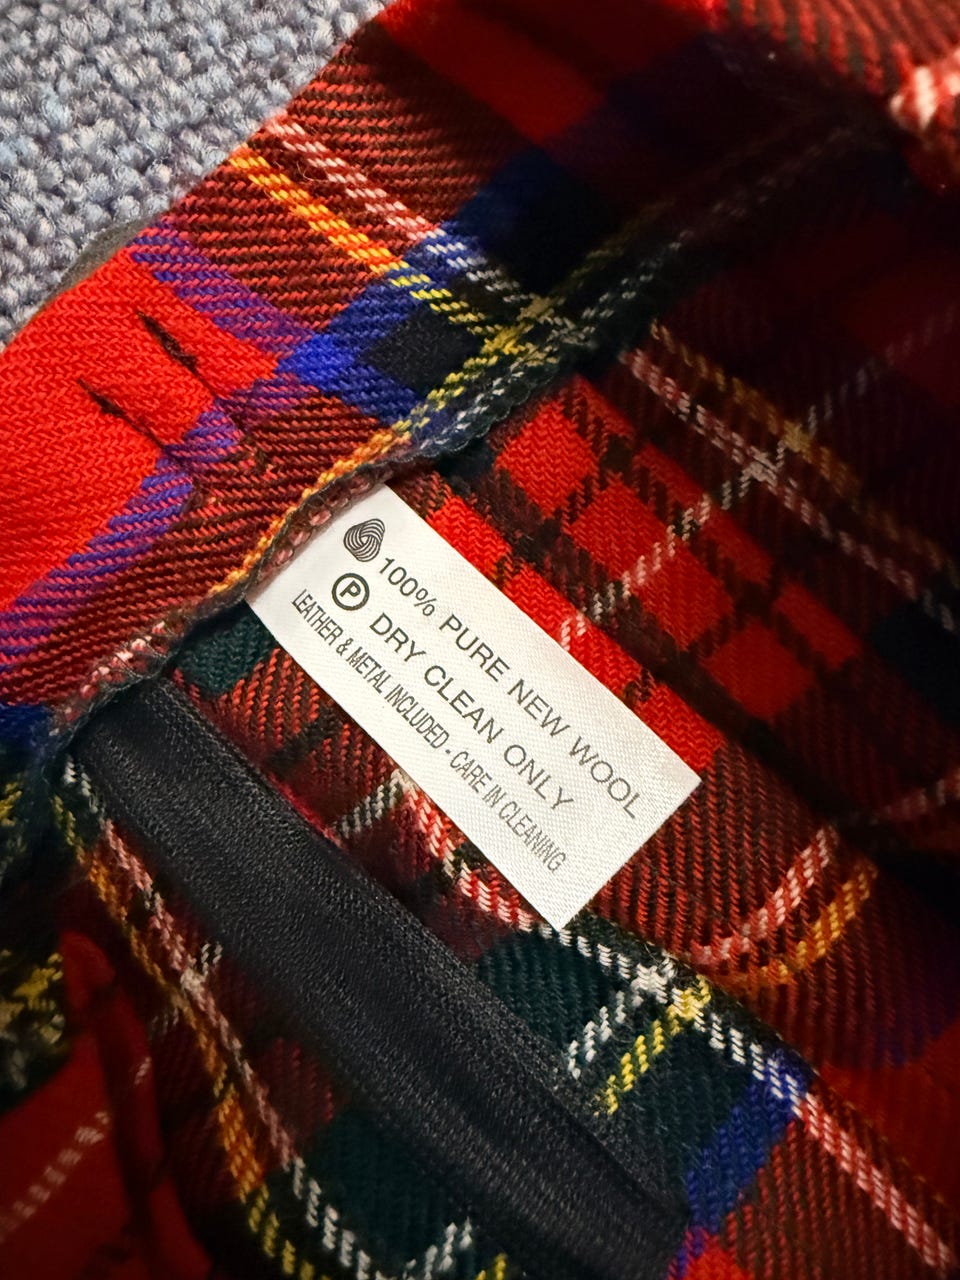 100% PURE NEW WOOL
Ⓟ DRY CLEAN ONLY
LEATHER & METAL INCLUDED - CARE IN CLEANING